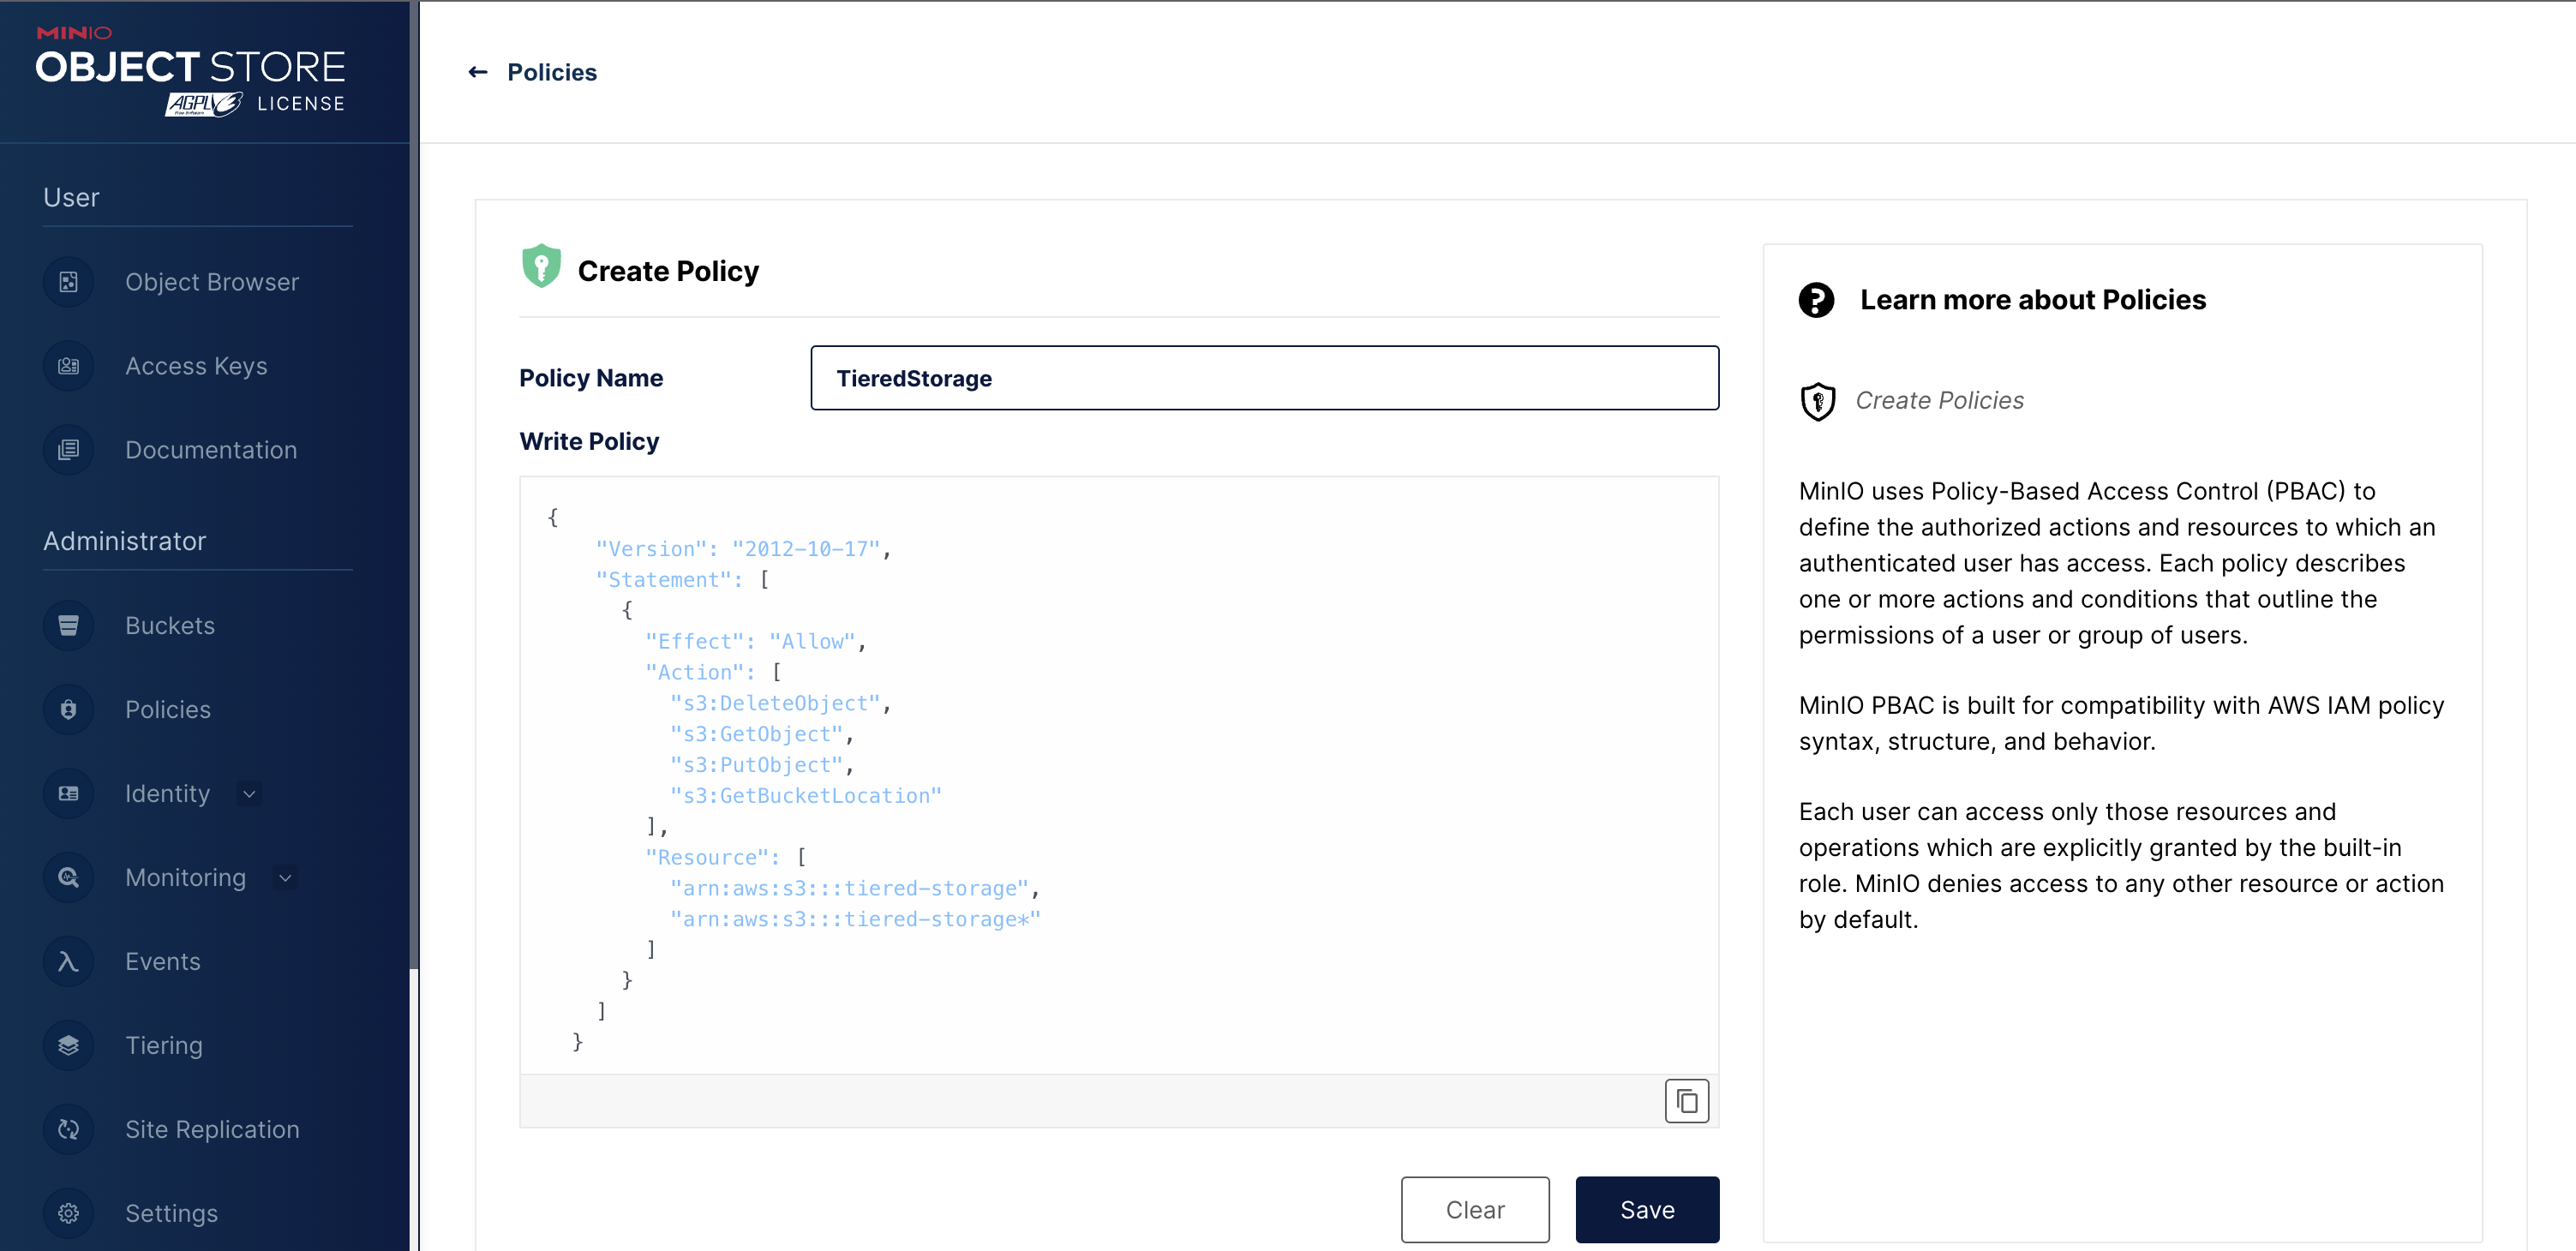 MINIO
OBJECT STORE
AGPLv3 LICENSE
Free Software
User
Object Browser
Access Keys
Documentation
Administrator
Buckets
Policies
Identity
Monitoring
Events
Tiering
Site Replication
Settings
← Policies
Create Policy
Policy Name
TieredStorage
Write Policy
{
    "Version": "2012-10-17",
    "Statement": [
      {
        "Effect": "Allow",
        "Action": [
          "s3:DeleteObject",
          "s3:GetObject",
          "s3:PutObject",
          "s3:GetBucketLocation"
        ],
        "Resource": [
          "arn:aws:s3:::tiered-storage",
          "arn:aws:s3:::tiered-storage*"
        ]
      }
    ]
  }
Clear
Save
Learn more about Policies
Create Policies
MinIO uses Policy-Based Access Control (PBAC) to
define the authorized actions and resources to which an
authenticated user has access. Each policy describes
one or more actions and conditions that outline the
permissions of a user or group of users.
MinIO PBAC is built for compatibility with AWS IAM policy
syntax, structure, and behavior.
Each user can access only those resources and
operations which are explicitly granted by the built-in
role. MinIO denies access to any other resource or action
by default.